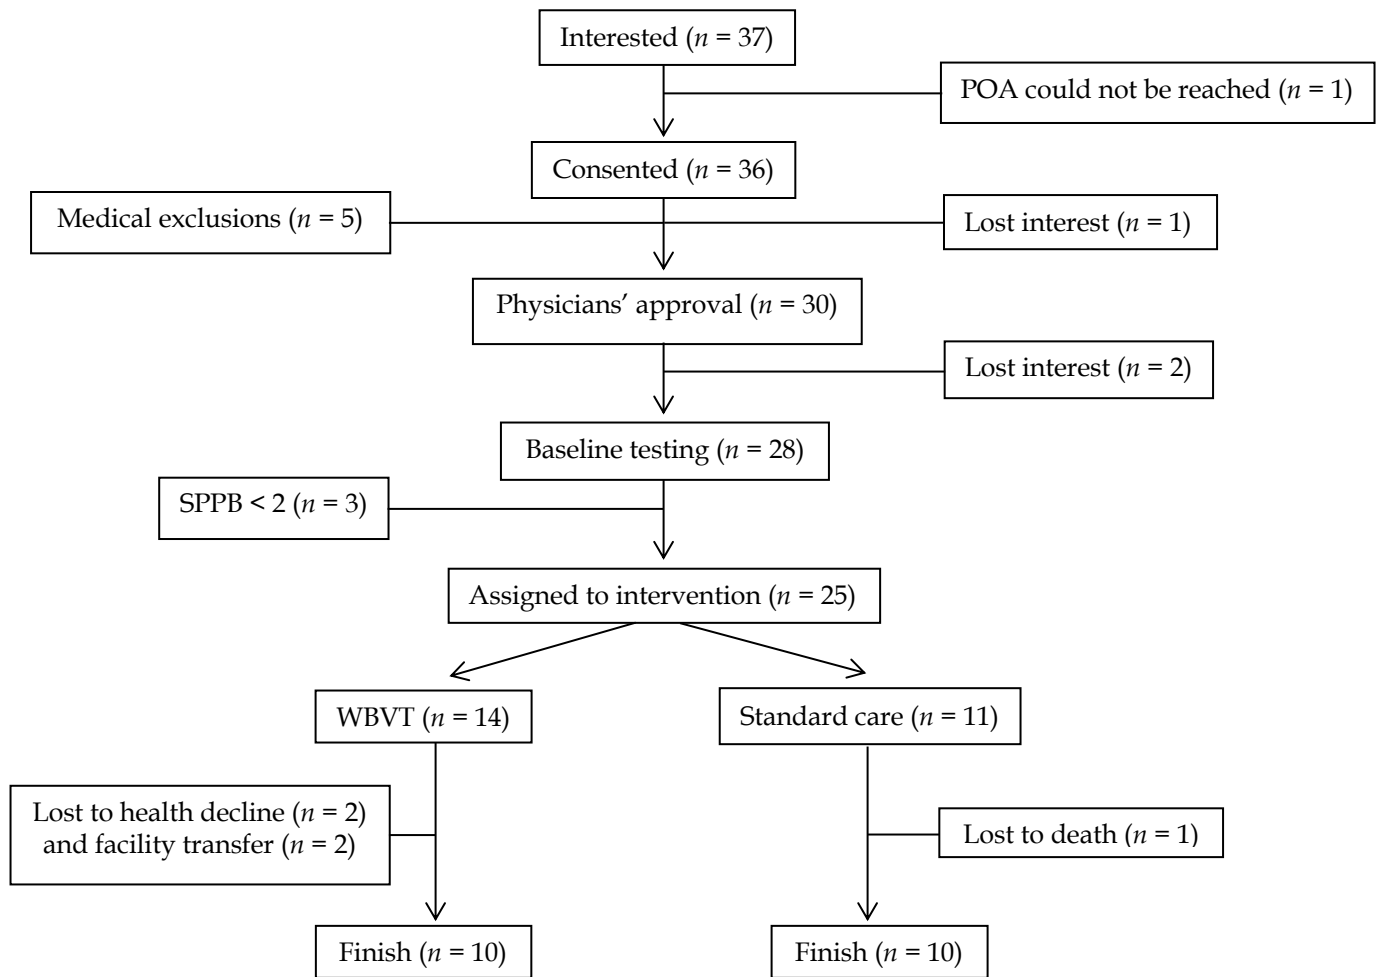 Interested (n = 37)
POA could not be reached (n = 1)
Consented (n = 36)
Medical exclusions (n = 5)
Lost interest (n = 1)
Physicians’ approval (n = 30)
Lost interest (n = 2)
Baseline testing (n = 28)
SPPB < 2 (n = 3)
Assigned to intervention (n = 25)
WBVT (n = 14)
Standard care (n = 11)
Lost to health decline (n = 2)
and facility transfer (n = 2)
Lost to death (n = 1)
Finish (n = 10)
Finish (n = 10)